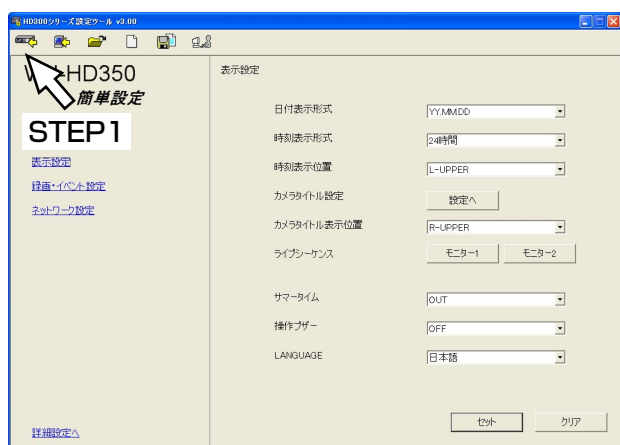 HD300シリーズ設定ツール v3.00
HD350
簡単設定
STEP1
表示設定
録画・イベント設定
ネットワーク設定
詳細設定へ
表示設定
日付表示形式 YY.MM.DD
時刻表示形式 24時間
時刻表示位置 L-UPPER
カメラタイトル設定 設定へ
カメラタイトル表示位置 R-UPPER
ライブシーケンス モニター1 モニター2
サマータイム OUT
操作ブザー OFF
LANGUAGE 日本語
セット クリア